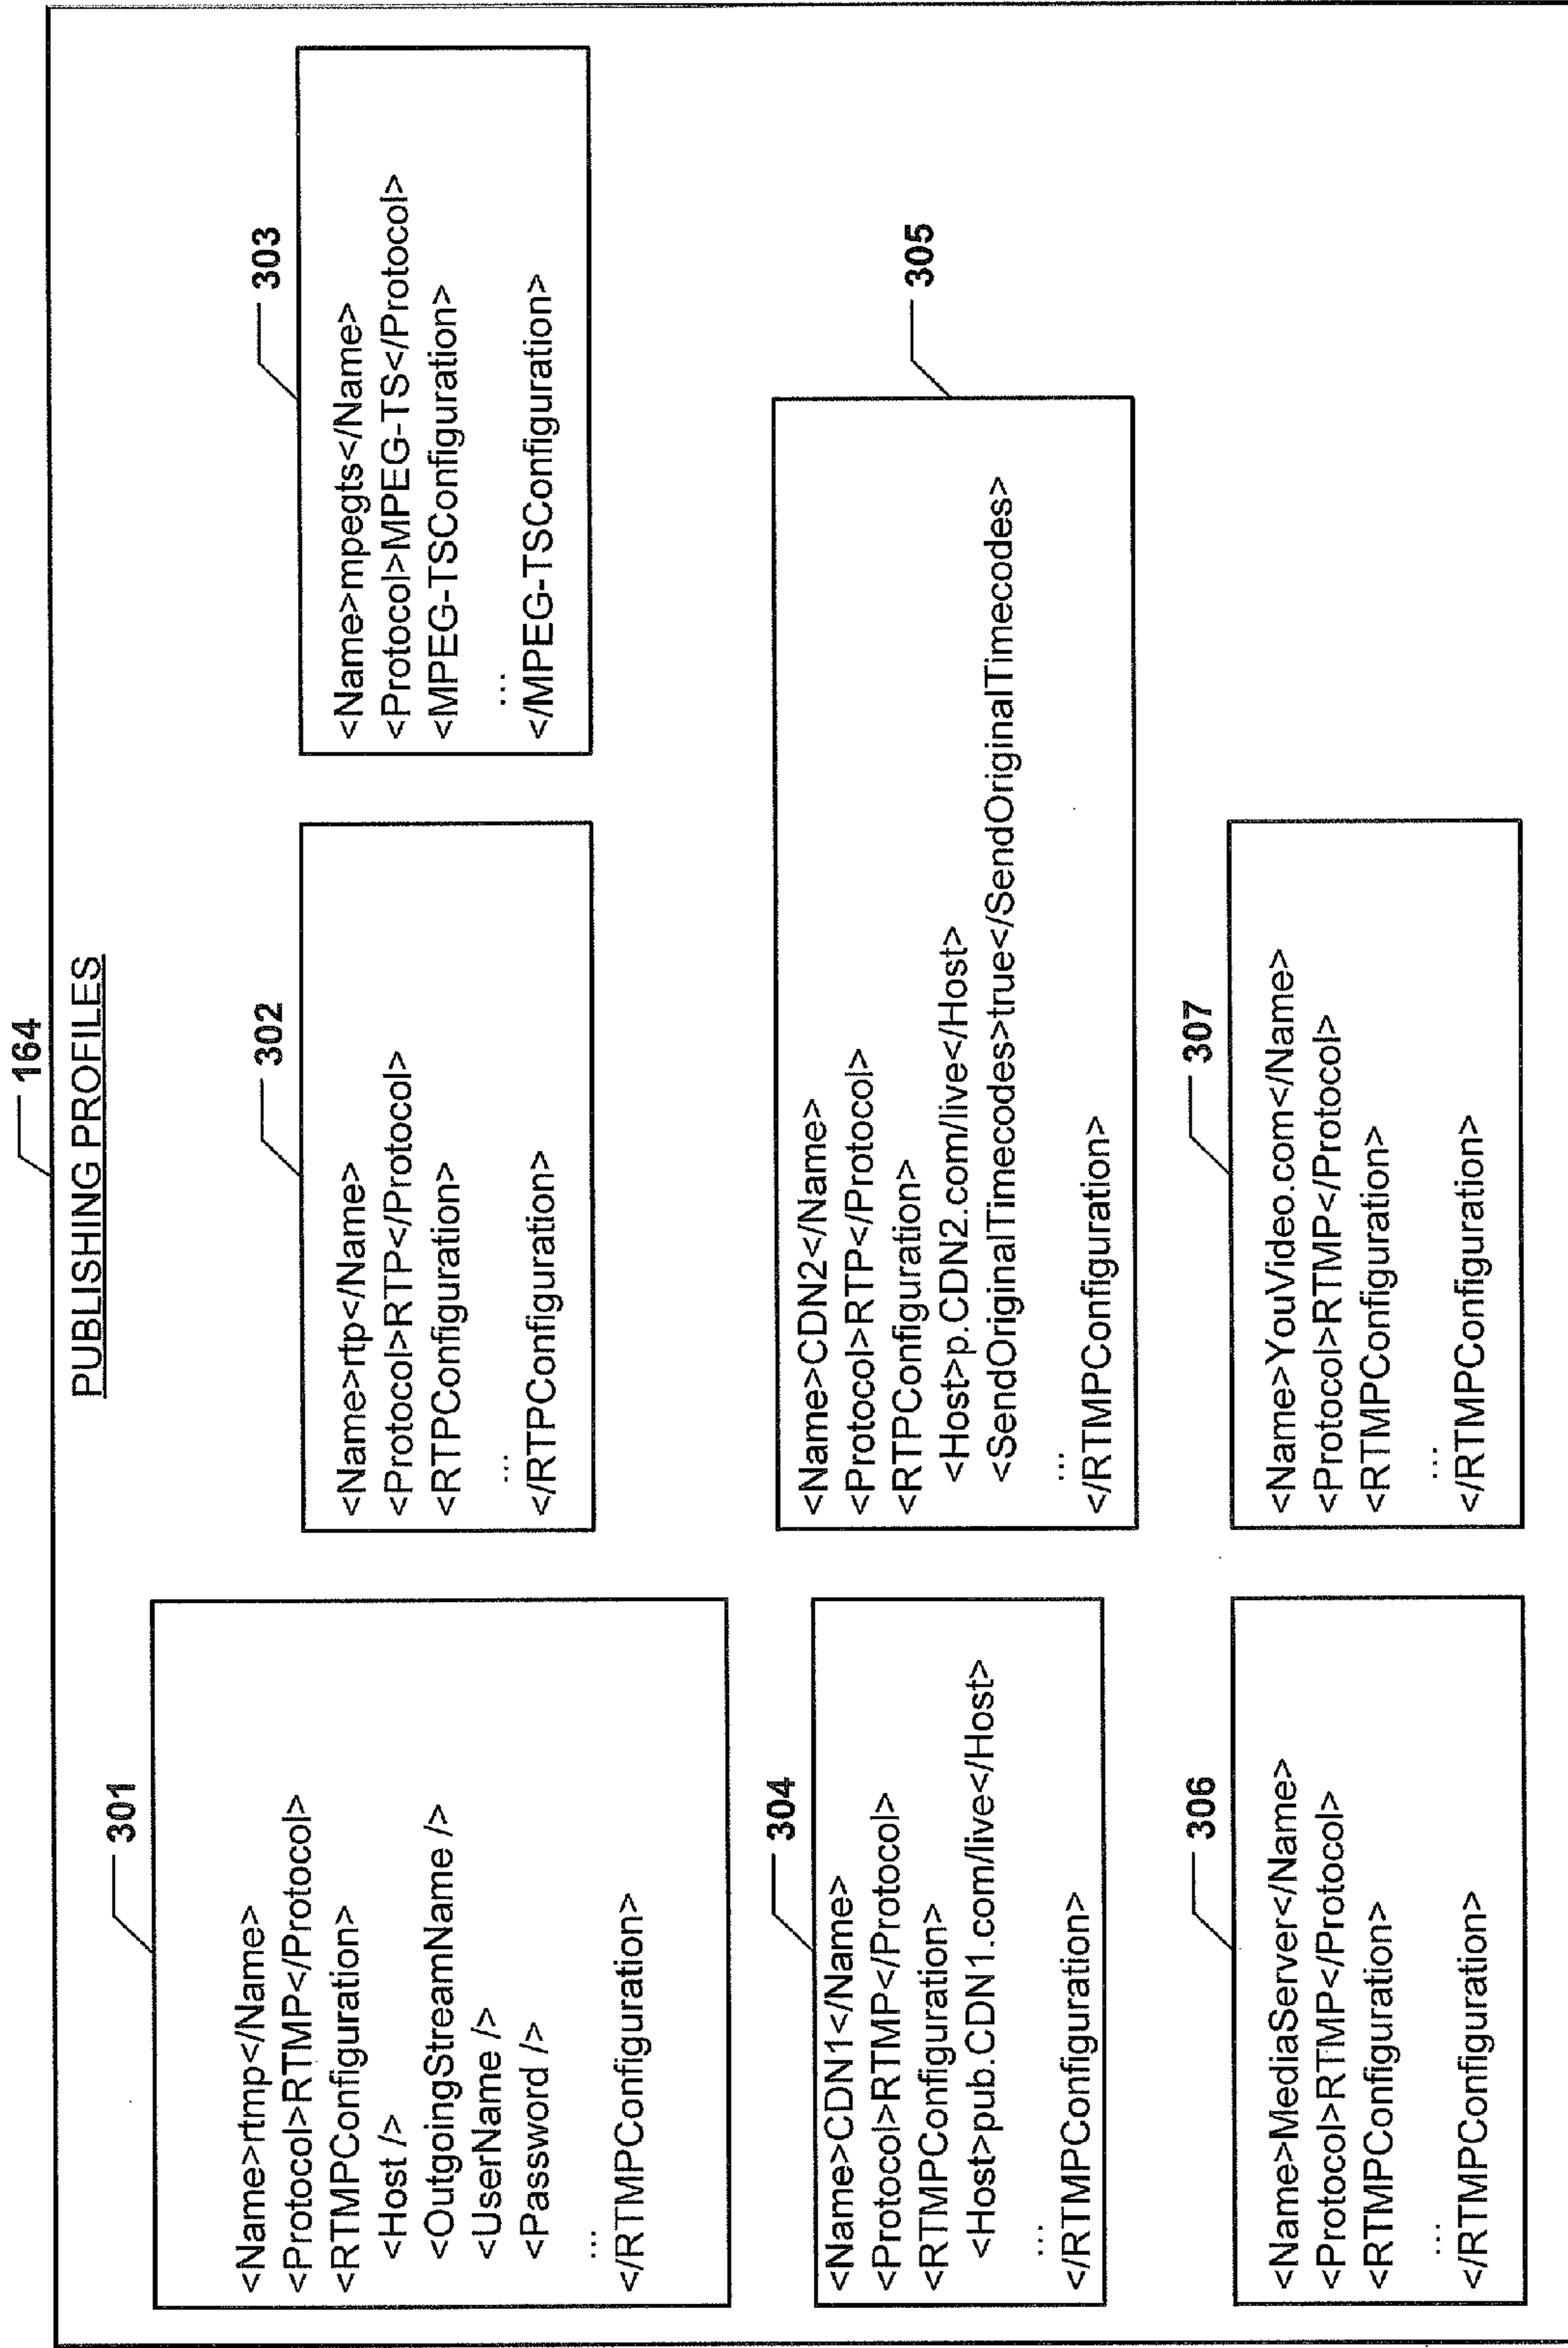 164
PUBLISHING PROFILES
301
<Name>rtmp</Name>
<Protocol>RTMP</Protocol>
<RTMPConfiguration>
<Host />
<OutgoingStreamName />
<UserName />
<Password />
...
</RTMPConfiguration>
302
<Name>rtp</Name>
<Protocol>RTP</Protocol>
<RTPConfiguration>
...
</RTPConfiguration>
303
<Name>mpegts</Name>
<Protocol>MPEG-TS</Protocol>
<MPEG-TSConfiguration>
...
</MPEG-TSConfiguration>
304
<Name>CDN1</Name>
<Protocol>RTMP</Protocol>
<RTMPConfiguration>
<Host>pub.CDN1.com/live</Host>
...
</RTMPConfiguration>
305
<Name>CDN2</Name>
<Protocol>RTP</Protocol>
<RTPConfiguration>
<Host>p.CDN2.com/live</Host>
<SendOriginalTimecodes>true</SendOriginalTimecodes>
...
</RTMPConfiguration>
306
<Name>MediaServer</Name>
<Protocol>RTMP</Protocol>
<RTMPConfiguration>
...
</RTMPConfiguration>
307
<Name>YouVideo.com</Name>
<Protocol>RTMP</Protocol>
<RTMPConfiguration>
...
</RTMPConfiguration>